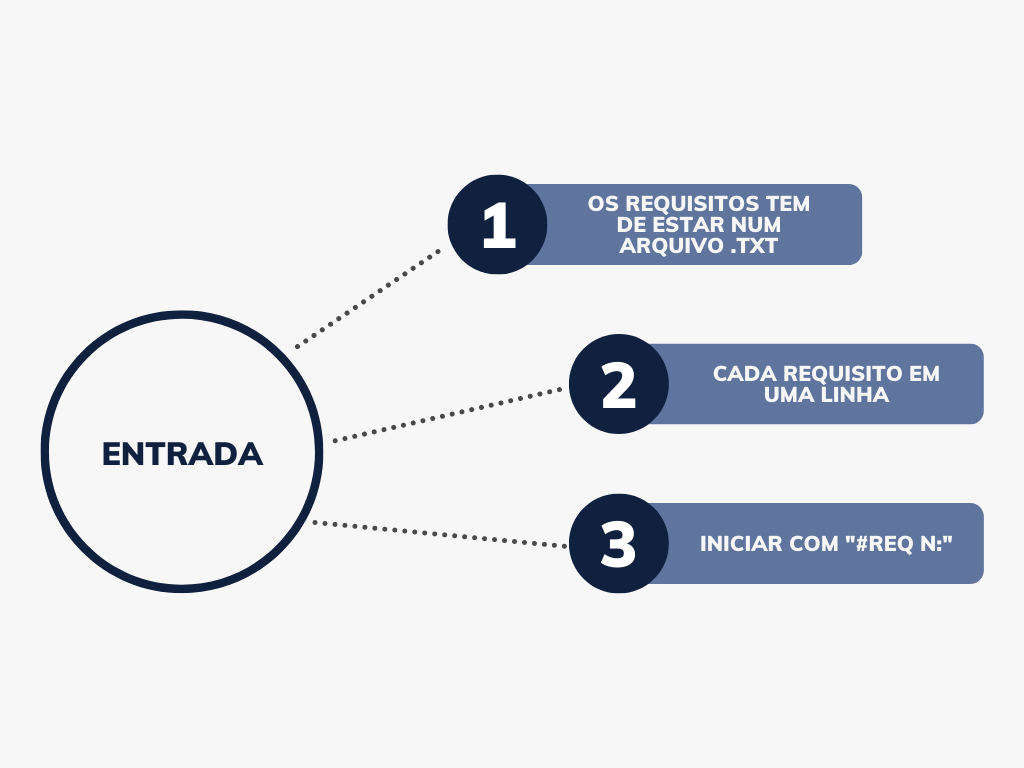 1
OS REQUISITOS TEM
DE ESTAR NUM
ARQUIVO .TXT
2
CADA REQUISITO EM
UMA LINHA
ENTRADA
3
INICIAR COM "#REQ N:"